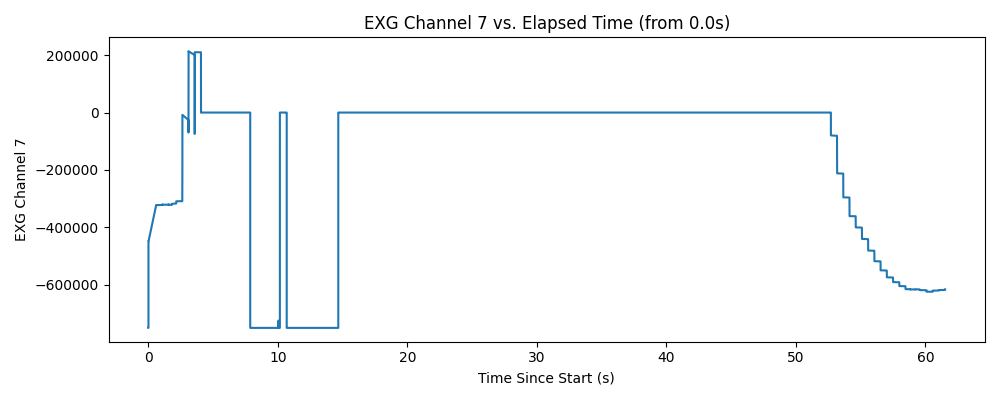 EXG Channel 7 vs. Elapsed Time (from 0.0s)
EXG Channel 7
200000
0
−200000
−400000
−600000
0 10 20 30 40 50 60
Time Since Start (s)